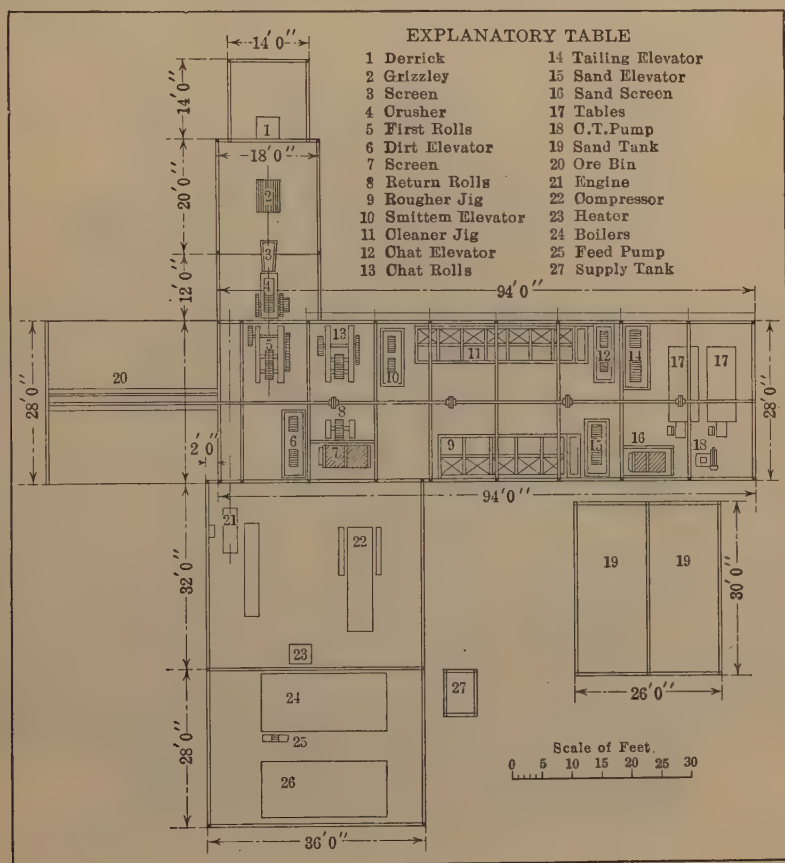 EXPLANATORY TABLE
1 Derrick
2 Grizzley
3 Screen
4 Crusher
5 First Rolls
6 Dirt Elevator
7 Screen
8 Return Rolls
9 Rougher Jig
10 Smittem Elevator
11 Cleaner Jig
12 Chat Elevator
13 Chat Rolls
14 Tailing Elevator
15 Sand Elevator
16 Sand Screen
17 Tables
18 C.T.Pump
19 Sand Tank
20 Ore Bin
21 Engine
22 Compressor
23 Heater
24 Boilers
25 Feed Pump
27 Supply Tank
14'0"
14'0"
1
18'0"
20'0"
2
3
12'0"
4
94'0"
28'0"
20
5
13
10
11
12
14
17
17
28'0"
8
2'0"
6
7
9
15
16
18
94'0"
21
22
32'0"
19
19
30'0"
23
27
26'0"
24
28'0"
25
26
Scale of Feet.
0 5 10 15 20 25 30
36'0"